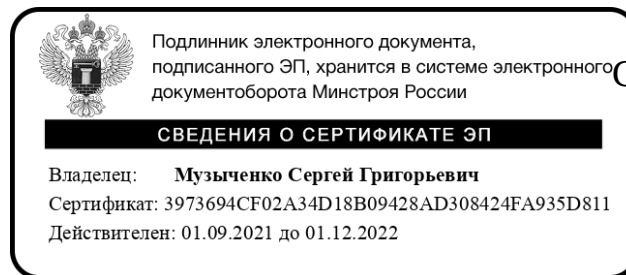 Подлинник электронного документа,
подписанного ЭП, хранится в системе электронного
документоборота Минстроя России
СВЕДЕНИЯ О СЕРТИФИКАТЕ ЭП
Владелец: Музыченко Сергей Григорьевич
Сертификат: 3973694CF02A34D18B09428AD308424FA935D811
Действителен: 01.09.2021 до 01.12.2022